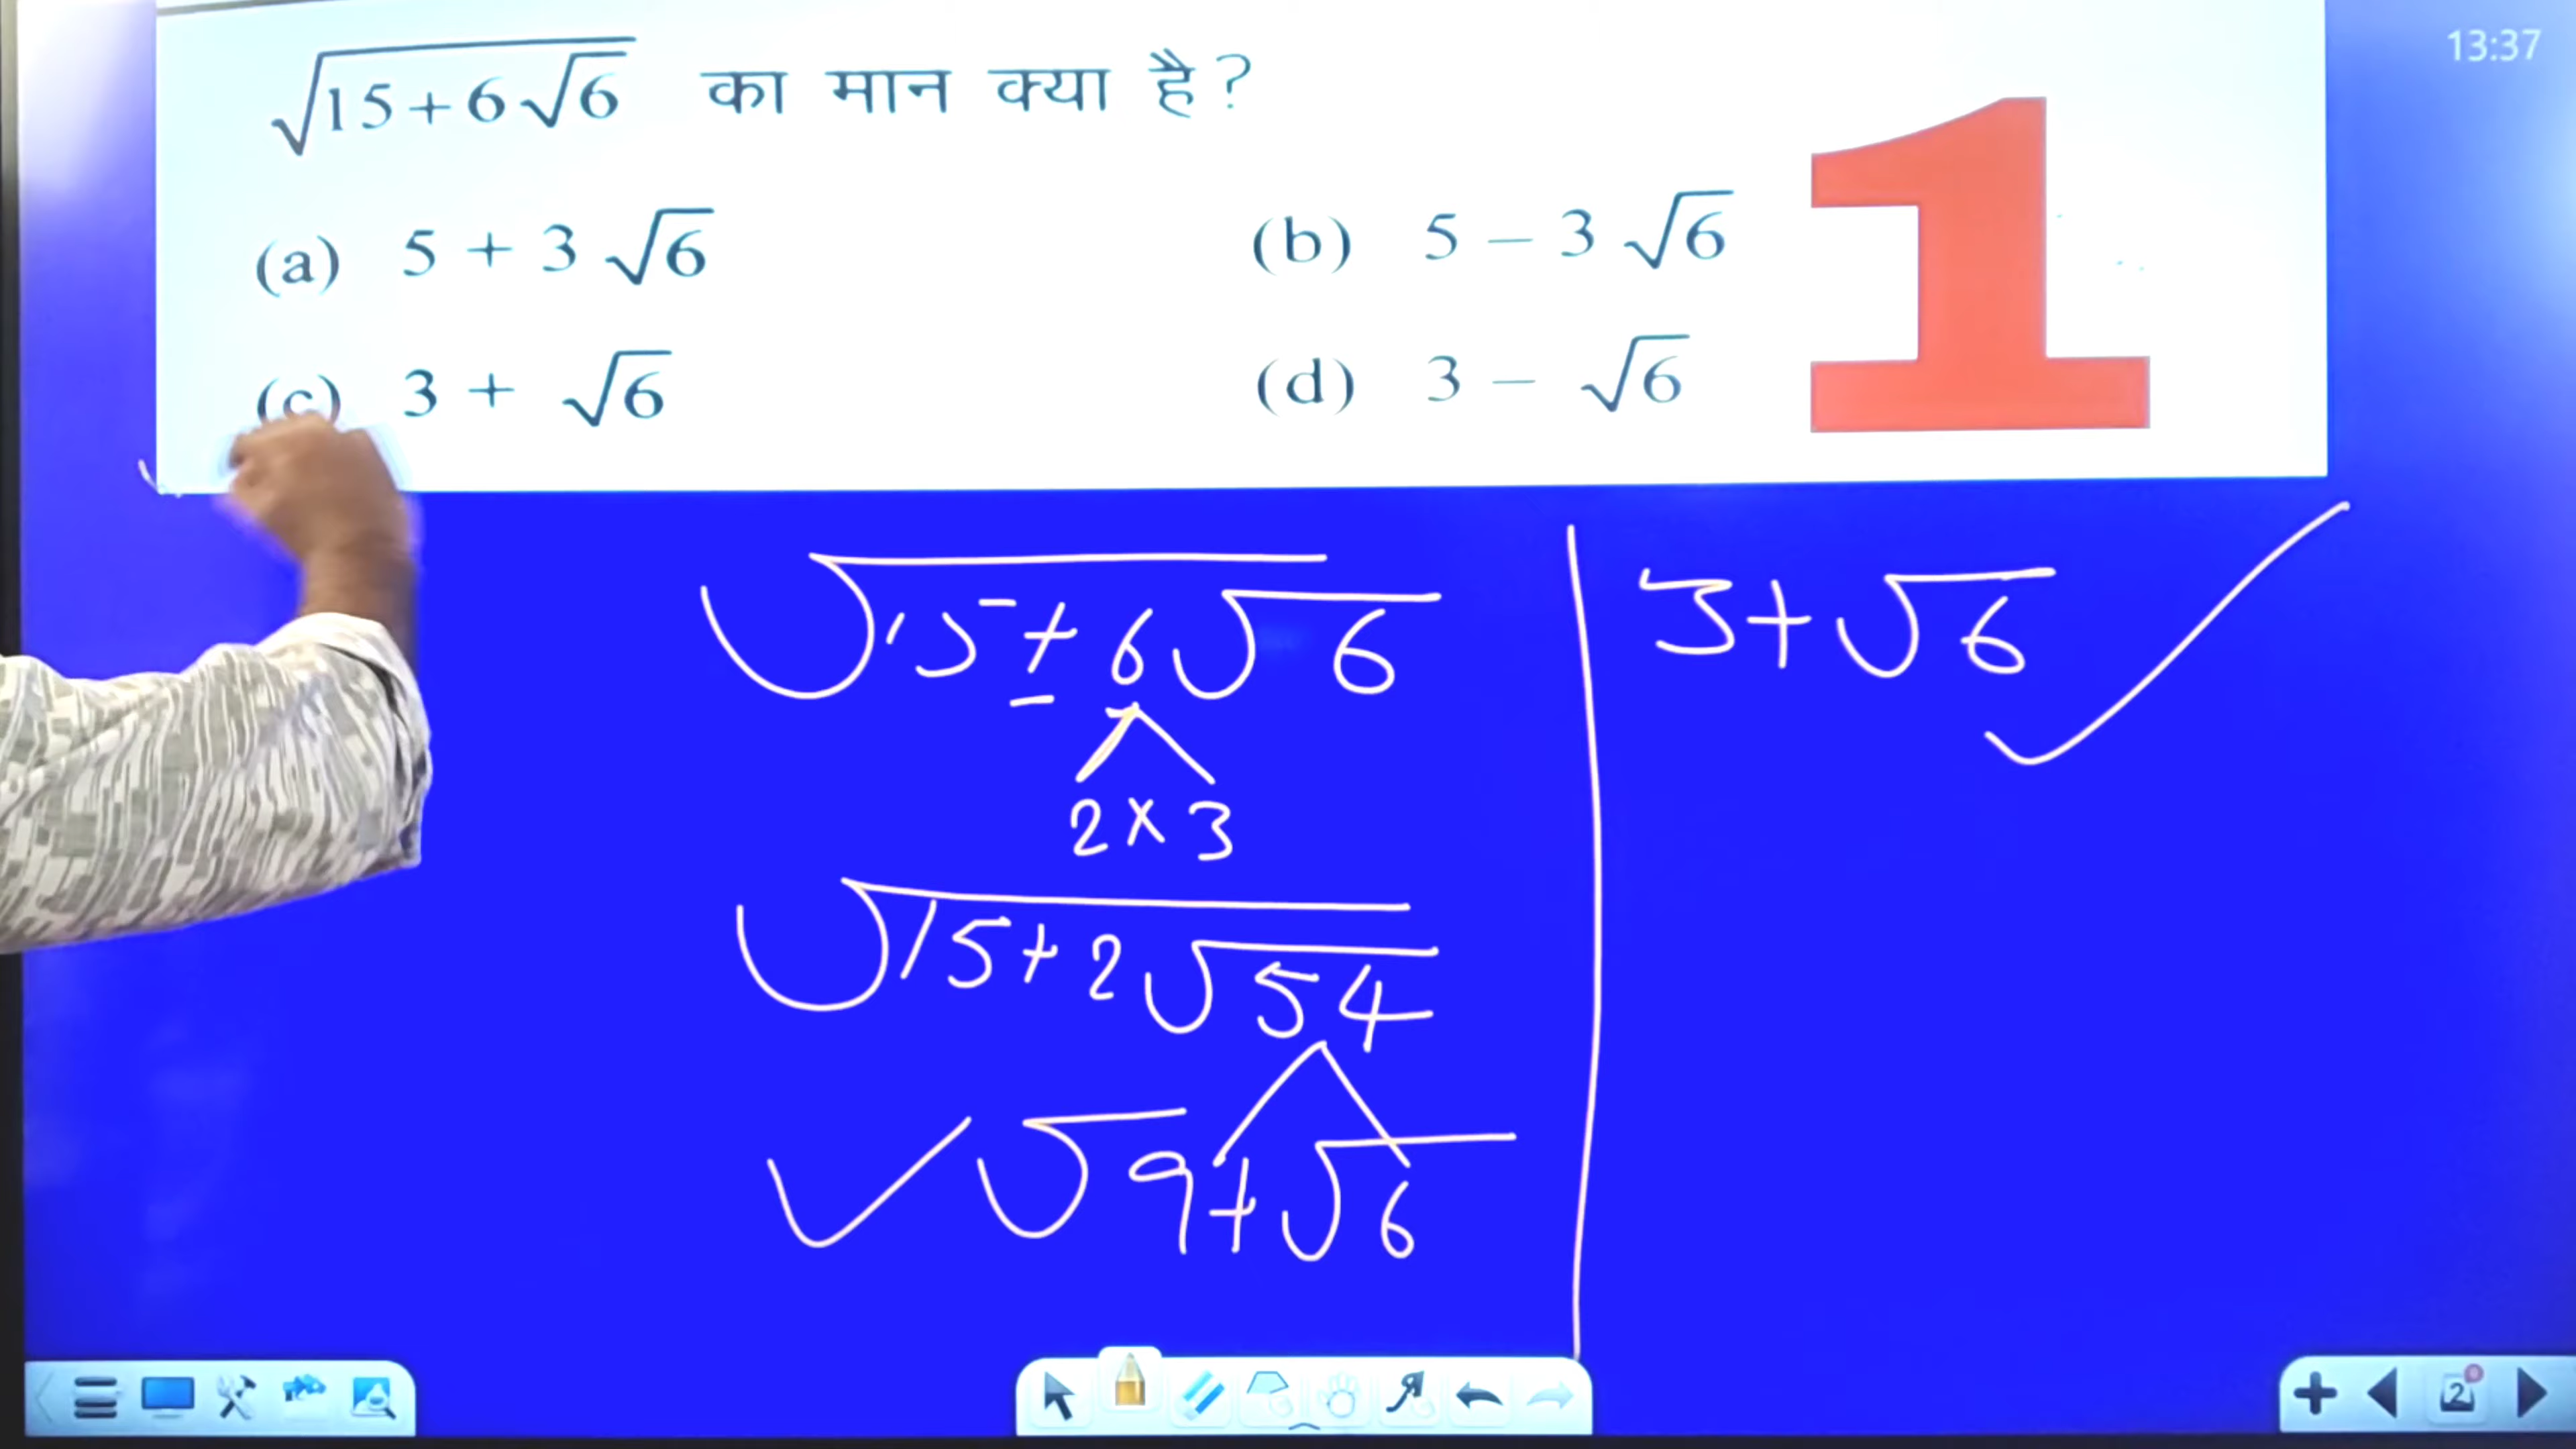 13:37
√(15+6√6) का मान क्या है?
1
(a) 5 + 3√6
(b) 5 – 3√6
(c) 3 + √6
(d) 3 – √6
√(15+6√6)
2×3
√(15+2√54)
√9+√6
3+√6
2